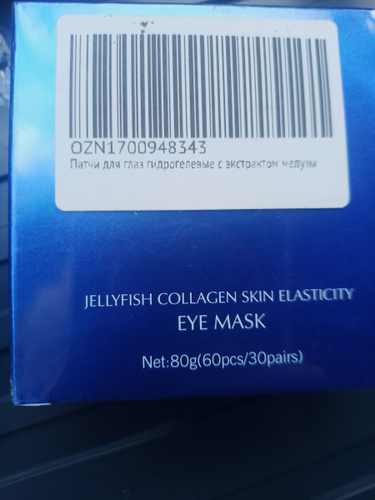 OZN1700948343
Патчи для глаз гидрогелевые с экстрактом медузы
JELLYFISH COLLAGEN SKIN ELASTICITY
EYE MASK
Net:80g(60pcs/30pairs)